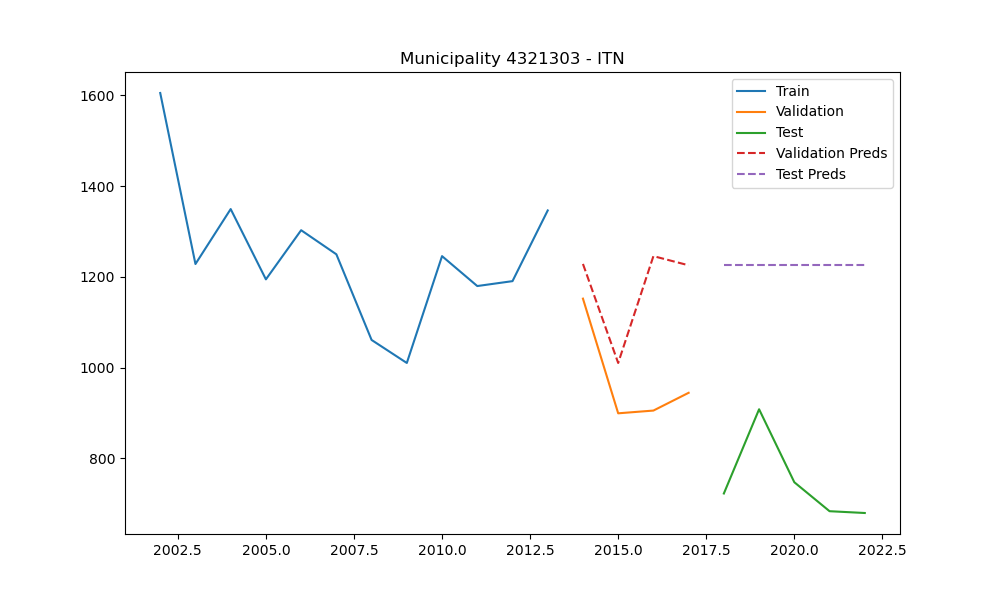 Municipality 4321303 - ITN
1600
1400
1200
1000
800
Train
Validation
Test
Validation Preds
Test Preds
2002.5 2005.0 2007.5 2010.0 2012.5 2015.0 2017.5 2020.0 2022.5